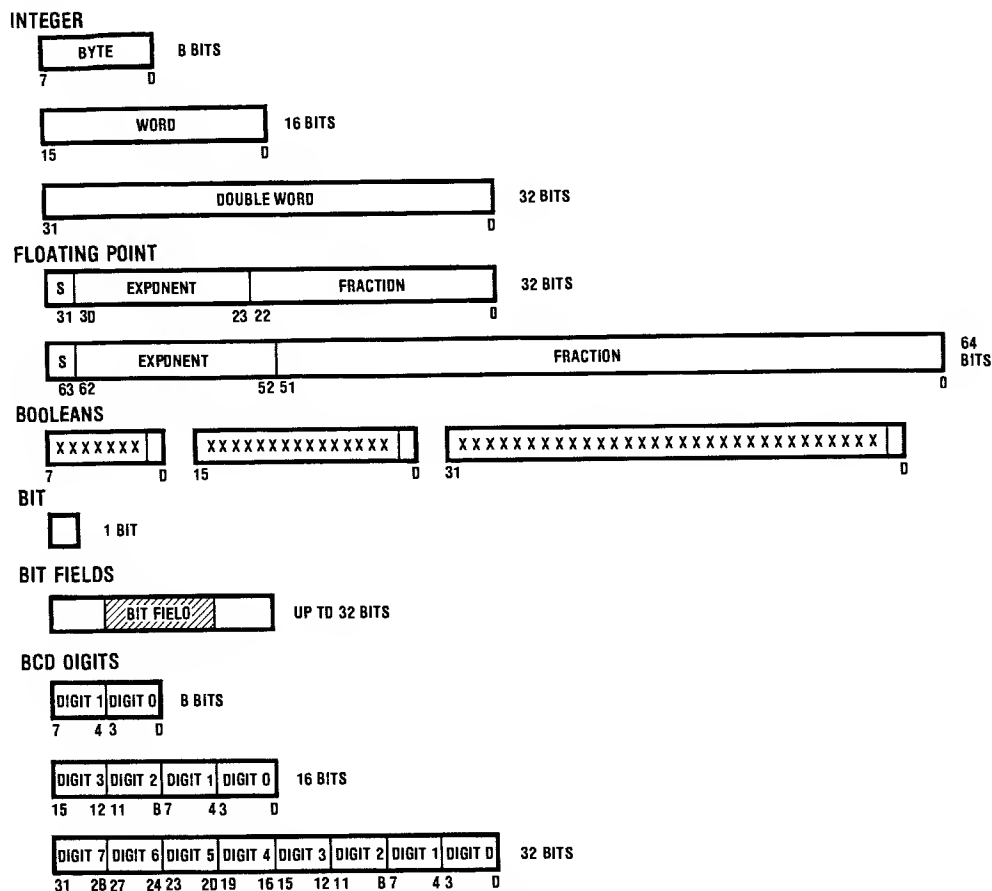 INTEGER
BYTE 8 BITS
7 0
WORD 16 BITS
15 0
DOUBLE WORD 32 BITS
31 0
FLOATING POINT
S EXPONENT FRACTION 32 BITS
31 30 23 22 0
S EXPONENT FRACTION 64 BITS
63 62 52 51 0
BOOLEANS
XXXXXXX XXXXXXXXXXXXXX XXXXXXXXXXXXXXXXXXXXXXXXXX
7 0 15 0 31 0
BIT
1 BIT
BIT FIELDS
BIT FIELD UP TO 32 BITS
BCD DIGITS
DIGIT 1 DIGIT 0 8 BITS
7 4 3 0
DIGIT 3 DIGIT 2 DIGIT 1 DIGIT 0 16 BITS
15 12 11 8 7 4 3 0
DIGIT 7 DIGIT 6 DIGIT 5 DIGIT 4 DIGIT 3 DIGIT 2 DIGIT 1 DIGIT 0 32 BITS
31 28 27 24 23 20 19 16 15 12 11 8 7 4 3 0